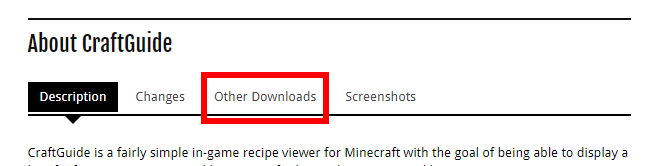 About CraftGuide
Description Changes Other Downloads Screenshots
CraftGuide is a fairly simple in-game recipe viewer for Minecraft with the goal of being able to display a